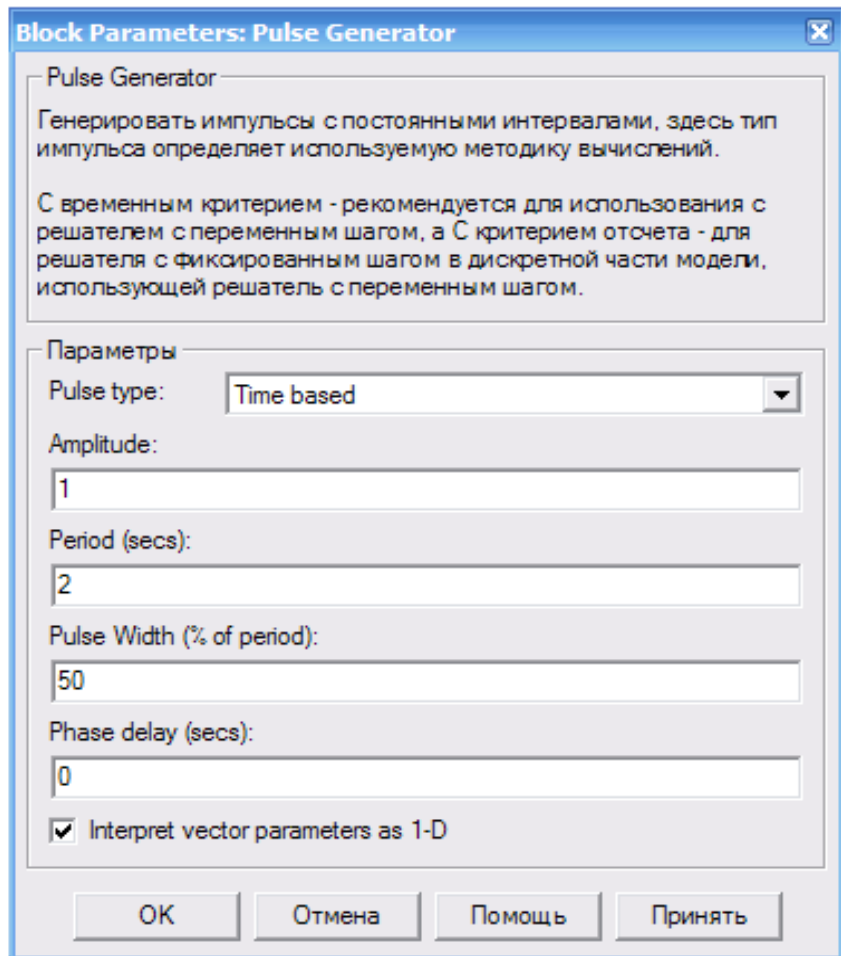 Block Parameters: Pulse Generator
Pulse Generator
Генерировать импульсы с постоянными интервалами, здесь тип
импульса определяет используемую методику вычислений.
С временным критерием - рекомендуется для использования с
решателем с переменным шагом, а С критерием отсчета - для
решателя с фиксированным шагом в дискретной части модели,
использующей решатель с переменным шагом.
Параметры
Pulse type: Time based
Amplitude:
1
Period (secs):
2
Pulse Width (% of period):
50
Phase delay (secs):
0
Interpret vector parameters as 1-D
OK Отмена Помощь Принять